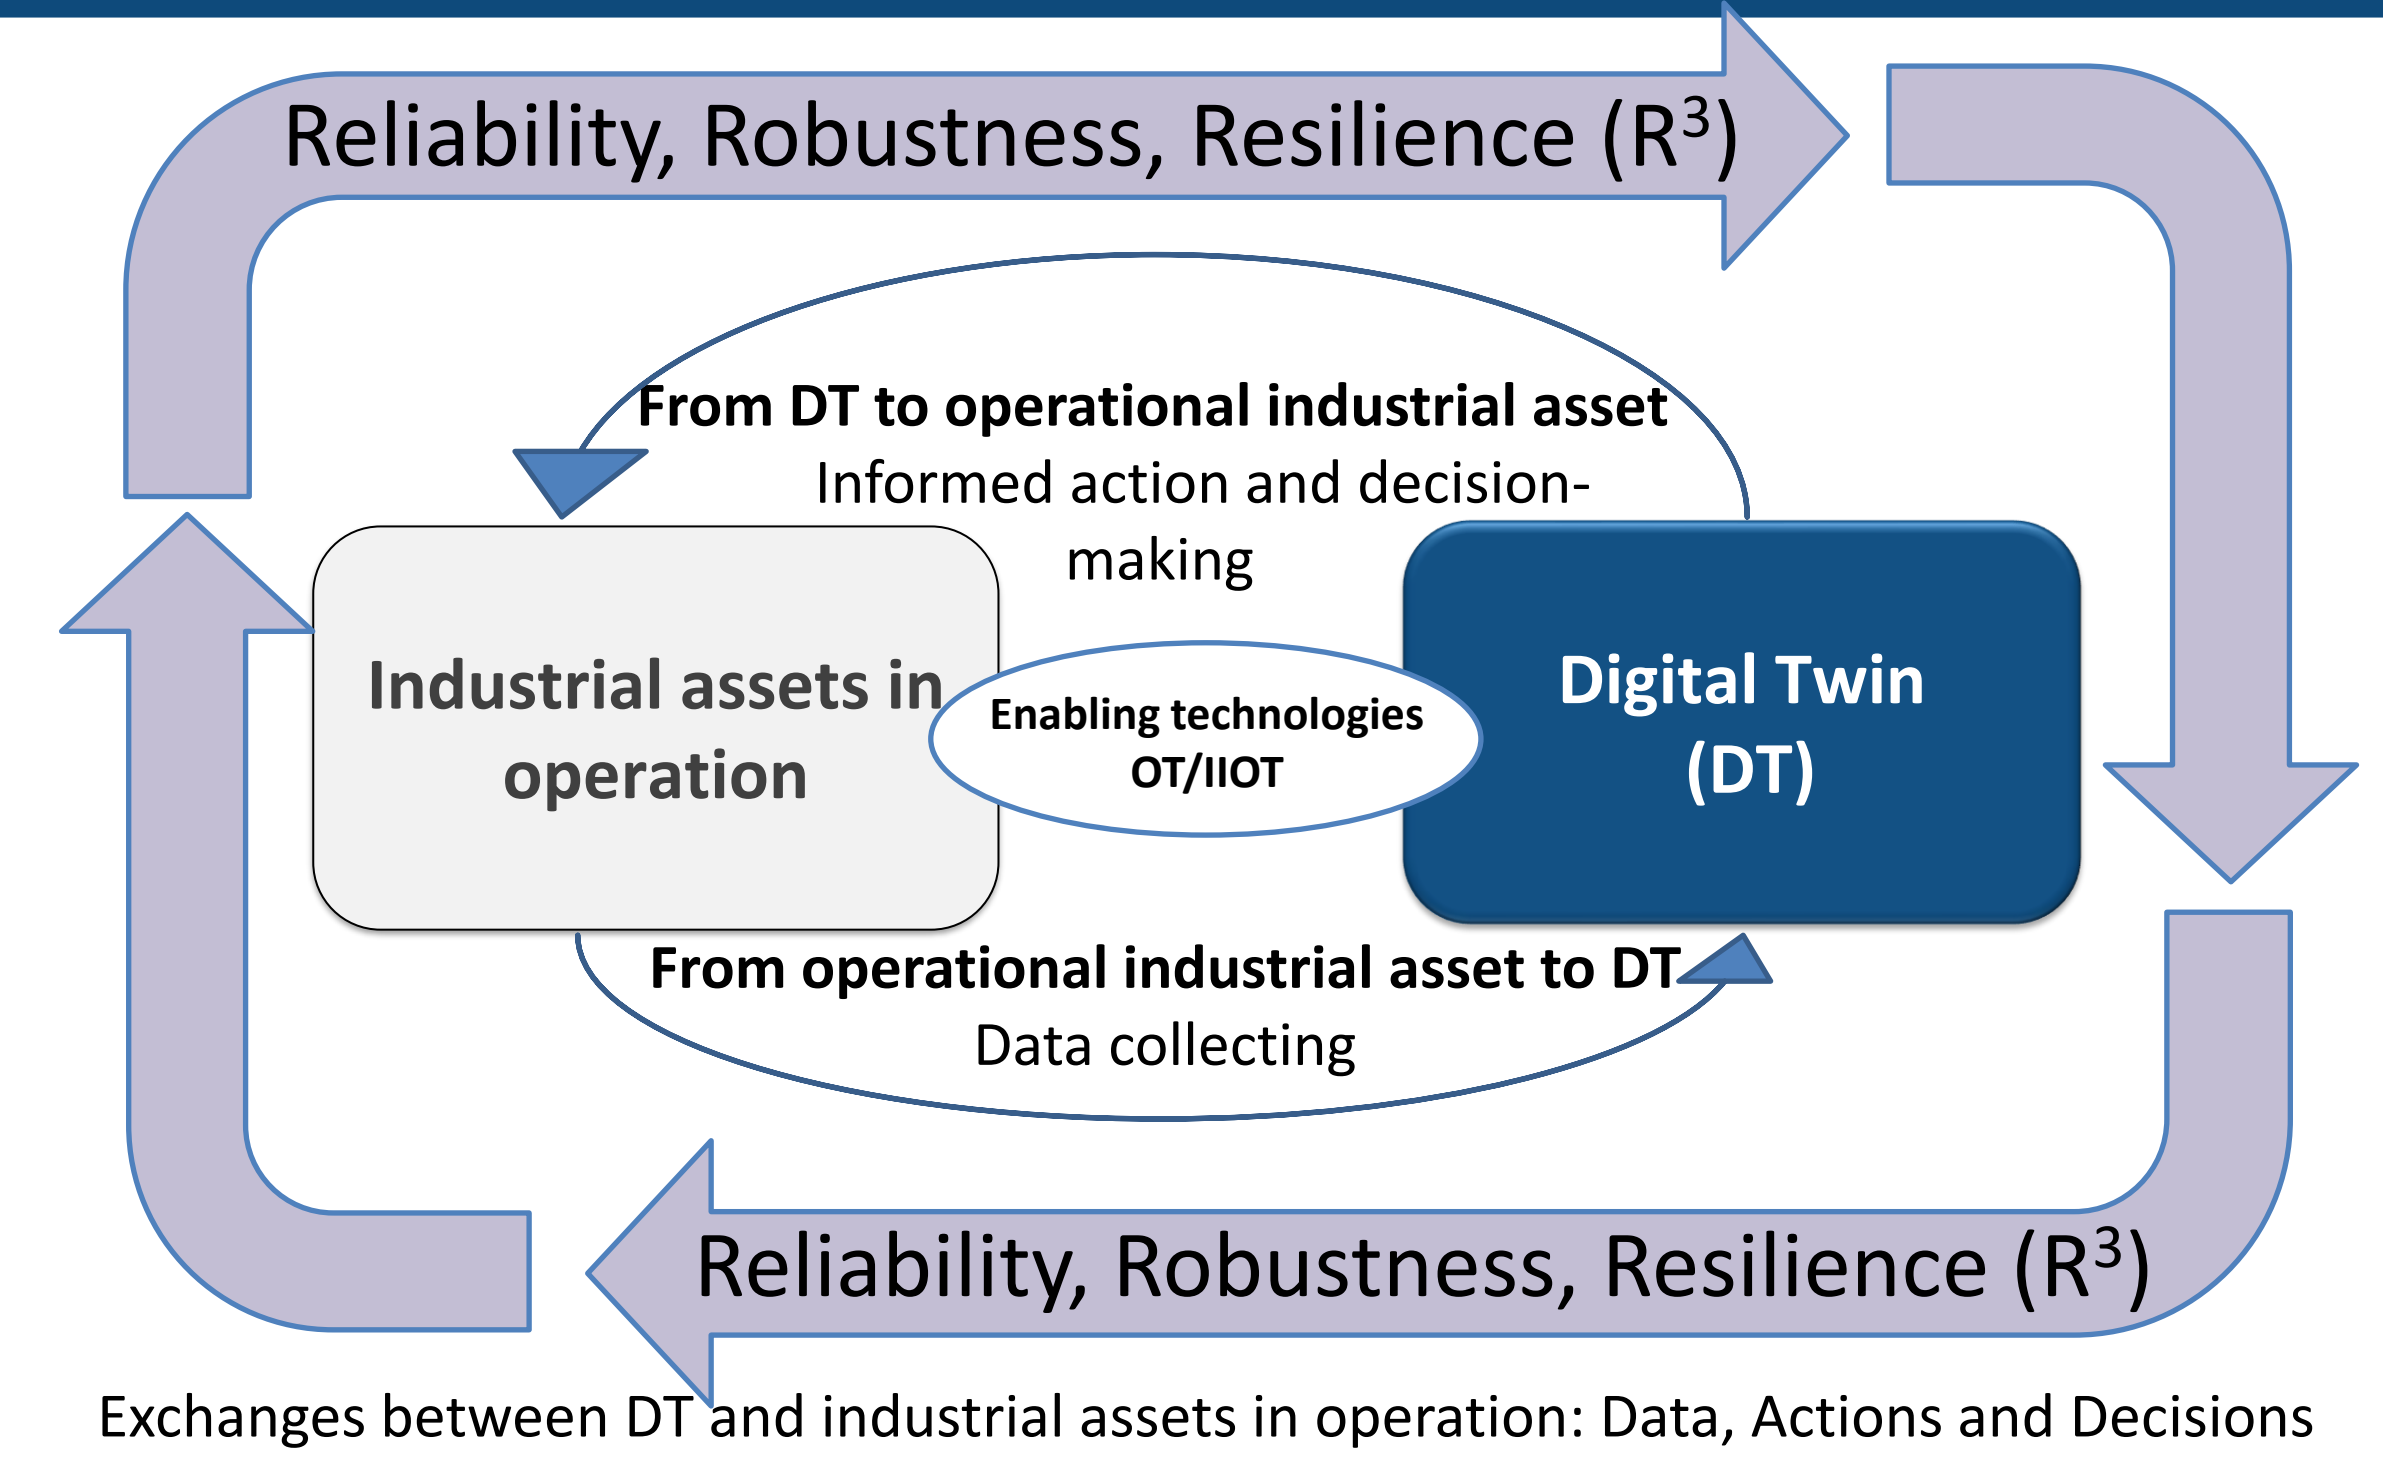 Reliability, Robustness, Resilience (R³)
From DT to operational industrial asset
Informed action and decision-
making
Industrial assets in
operation
Enabling technologies
OT/IIOT
Digital Twin
(DT)
From operational industrial asset to DT
Data collecting
Reliability, Robustness, Resilience (R³)
Exchanges between DT and industrial assets in operation: Data, Actions and Decisions